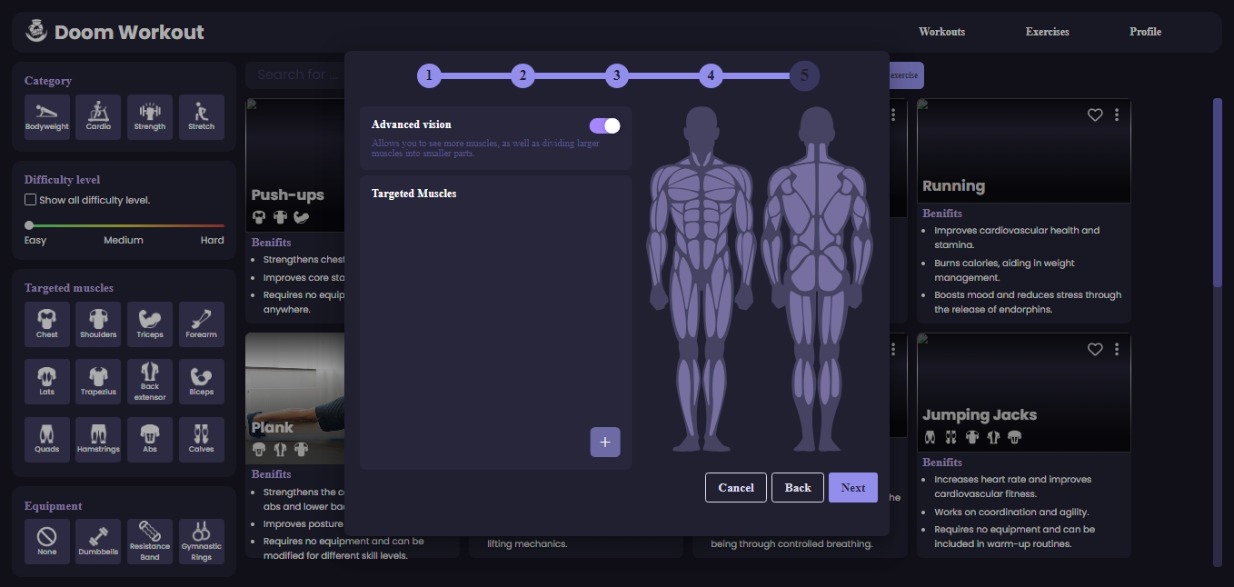 Doom Workout
Workouts
Exercises
Profile
Category
Bodyweight
Cardio
Strength
Stretch
Difficulty level
Show all difficulty level.
Easy
Medium
Hard
Targeted muscles
Chest
Shoulders
Triceps
Forearm
Lats
Trapezius
Back
extensor
Biceps
Quads
Hamstrings
Abs
Calves
Equipment
None
Dumbbells
Resistance
Band
Gymnastic
Rings
Search for ...
exercise
Push-ups
Benifits
Strengthens chest
Improves core sta
Requires no equip
anywhere.
Plank
Benifits
Strengthens the c
abs and lower ba
Improves posture
Requires no equipment and can be
modified for different skill levels.
1
2
3
4
5
Advanced vision
Allows you to see more muscles, as well as dividing larger
muscles into smaller parts.
Targeted Muscles
+
Cancel
Back
Next
lifting mechanics.
he
being through controlled breathing.
Running
Benifits
Improves cardiovascular health and
stamina.
Burns calories, aiding in weight
management.
Boosts mood and reduces stress through
the release of endorphins.
Jumping Jacks
Benifits
Increases heart rate and improves
cardiovascular fitness.
Works on coordination and agility.
Requires no equipment and can be
included in warm-up routines.